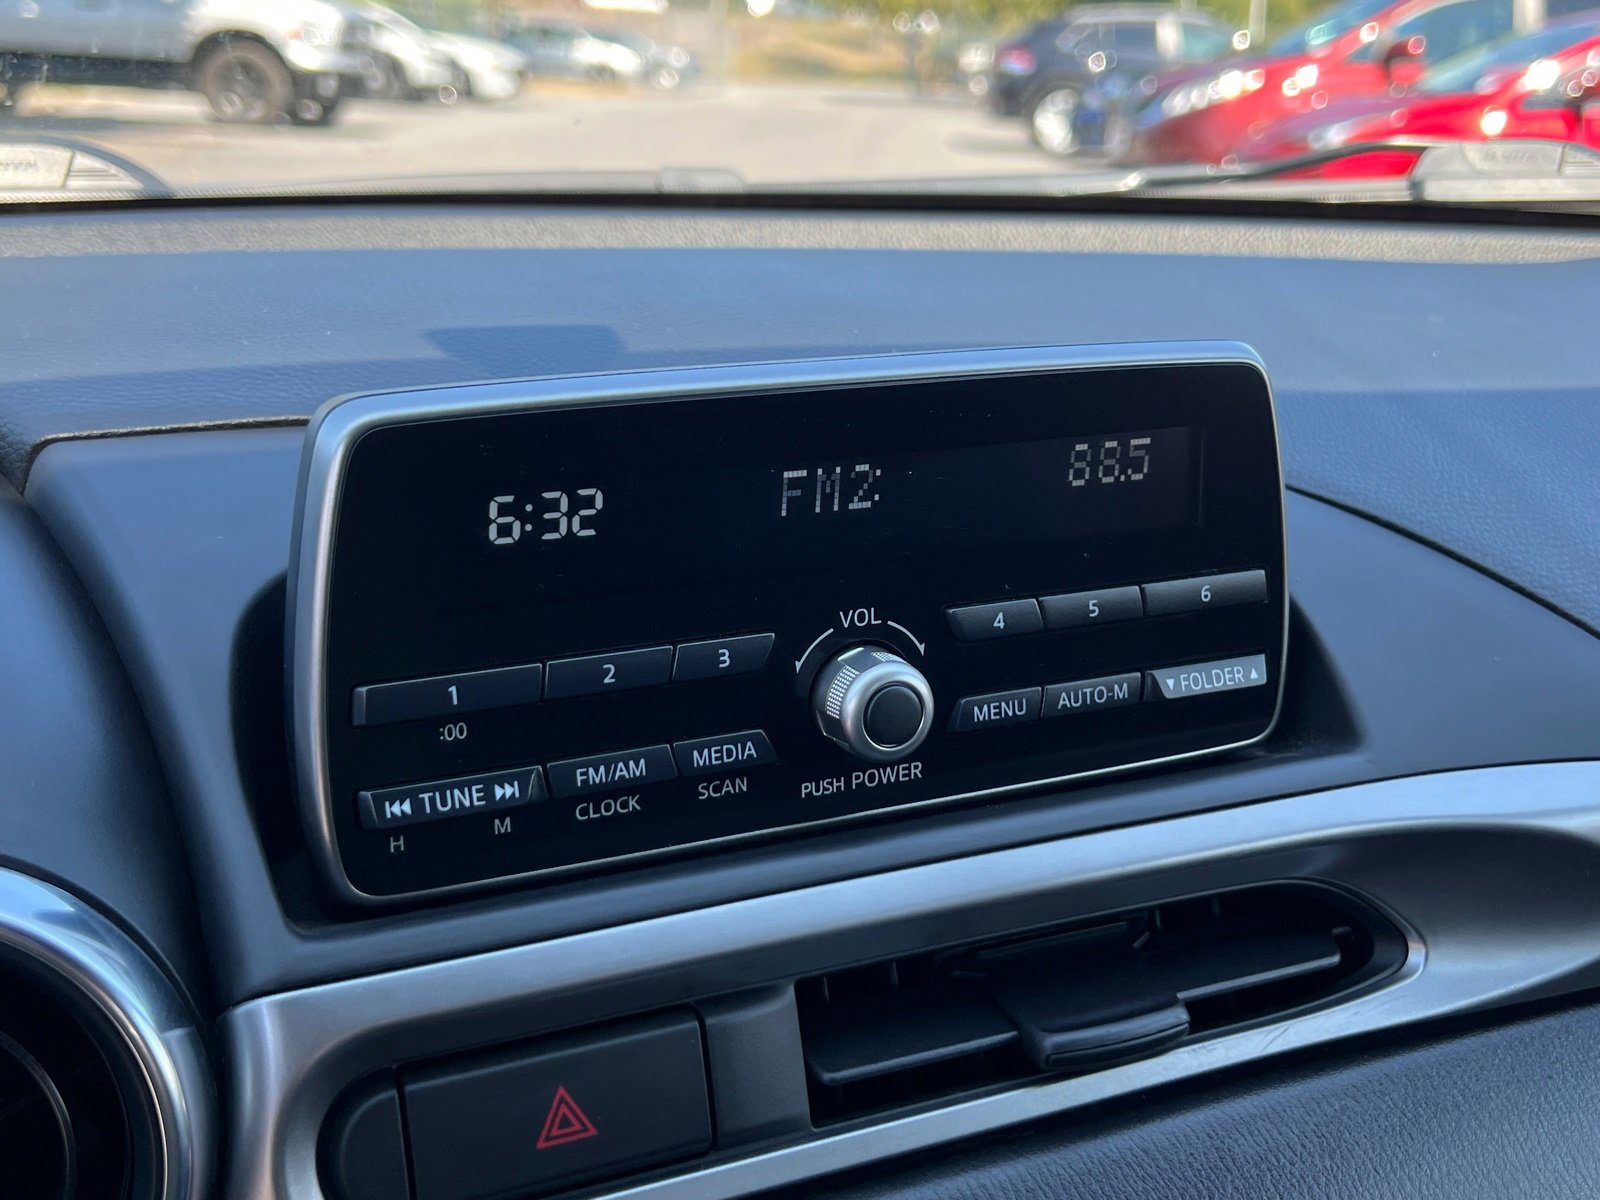 6:32 FM2: 88.5
VOL
1 2 3 4 5 6
:00
⏮ TUNE ⏭ FM/AM MEDIA MENU AUTO-M ▼ FOLDER ▲
H M CLOCK SCAN PUSH POWER